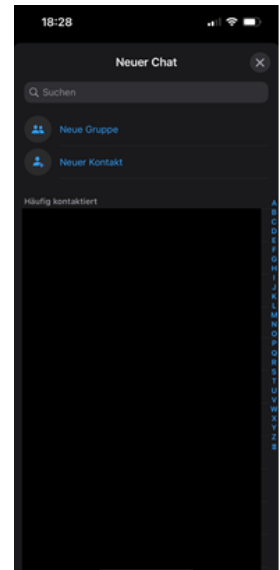 18:28
Neuer Chat
Suchen
Neue Gruppe
Neuer Kontakt
Häufig kontaktiert
A
B
C
D
E
F
G
H
I
J
K
L
M
N
O
P
Q
R
S
T
U
V
W
X
Y
Z
#